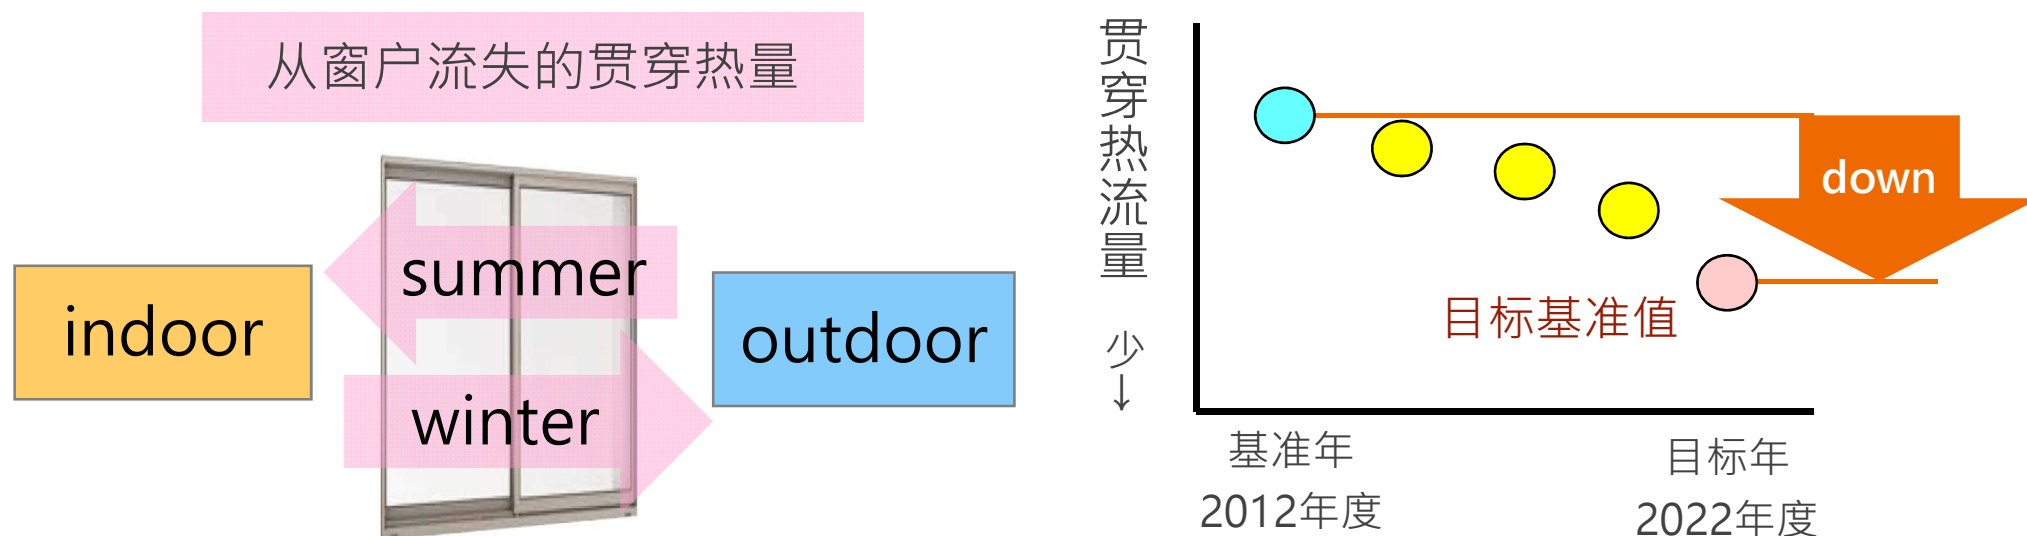 从窗户流失的贯穿热量
indoor
summer
winter
outdoor
贯穿热流量 少→
down
目标基准值
基准年
2012年度
目标年
2022年度